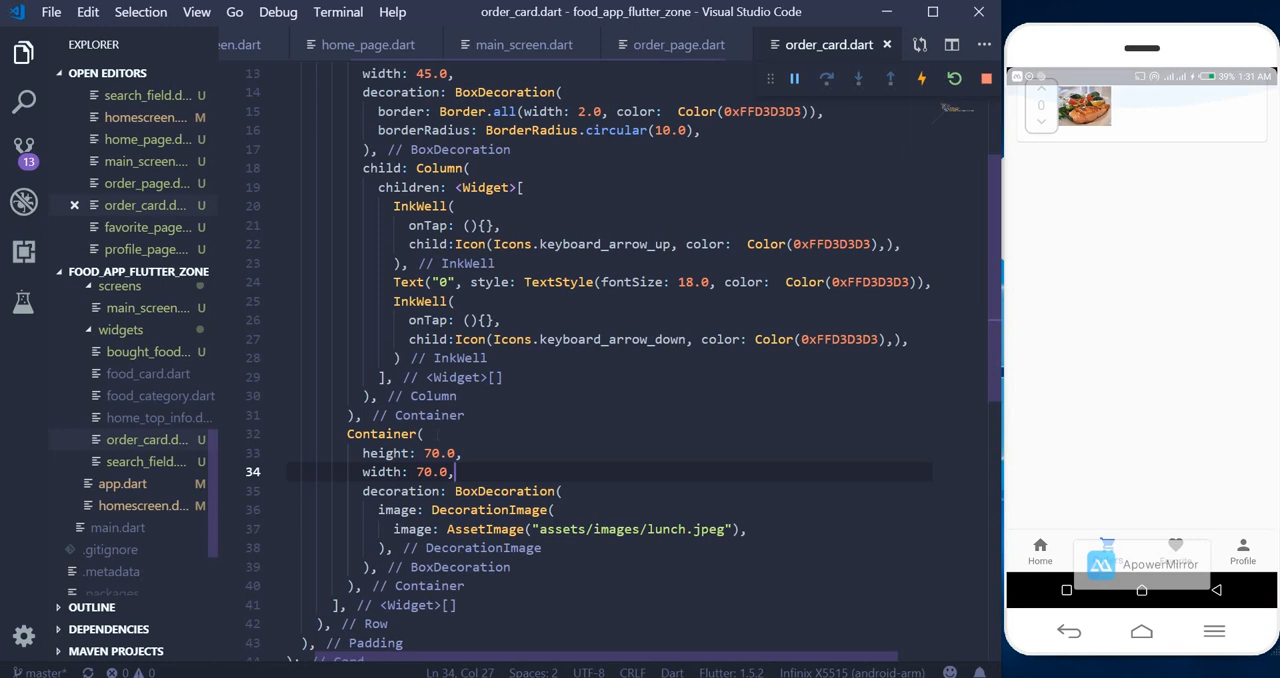 File Edit Selection View Go Debug Terminal Help
order_card.dart - food_app_flutter_zone - Visual Studio Code
EXPLORER
een.dart home_page.dart main_screen.dart order_page.dart order_card.dart
OPEN EDITORS
search_field.d... U
homescreen.... M
home_page.d... U
main_screen.... U
order_page.d... U
order_card.d... U
favorite_page... U
profile_page.... U
FOOD_APP_FLUTTER_ZONE
screens
main_screen.... U
widgets
bought_food... U
food_card.dart
food_category.dart
home_top_info.d...
order_card.d... U
search_field.... U
app.dart M
homescreen.d... M
main.dart
.gitignore
.metadata
.packages
OUTLINE
DEPENDENCIES
MAVEN PROJECTS
13
13 width: 45.0,
14 decoration: BoxDecoration(
15 border: Border.all(width: 2.0, color:  Color(0xFFD3D3D3)),
16 borderRadius: BorderRadius.circular(10.0),
17 ), // BoxDecoration
18 child: Column(
19 children: <Widget>[
20 InkWell(
21 onTap: (){},
22 child:Icon(Icons.keyboard_arrow_up, color:  Color(0xFFD3D3D3),),
23 ), // InkWell
24 Text("0", style: TextStyle(fontSize: 18.0, color:  Color(0xFFD3D3D3)),
25 InkWell(
26 onTap: (){},
27 child:Icon(Icons.keyboard_arrow_down, color: Color(0xFFD3D3D3),),
28 ) // InkWell
29 ], // <Widget>[]
30 ), // Column
31 ), // Container
32 Container(
33 height: 70.0,
34 width: 70.0,
35 decoration: BoxDecoration(
36 image: DecorationImage(
37 image: AssetImage("assets/images/lunch.jpeg"),
38 ), // DecorationImage
39 ), // BoxDecoration
40 ), // Container
41 ], // <Widget>[]
42 ), // Row
43 ), // Padding
44 ); // Card
master* 0 0 Ln 34, Col 27 Spaces: 2 UTF-8 CRLF Dart Flutter: 1.5.2 Infinix X5515 (android-arm)
39% 1:31 AM
0
Home
Profile
ApowerMirror